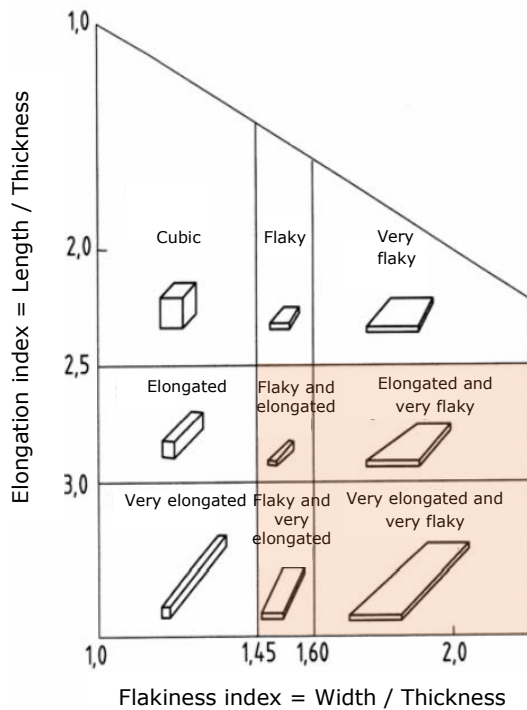 1,0
Elongation index = Length / Thickness
Cubic
Flaky
Very
flaky
2,0
2,5
Elongated
Flaky and
elongated
Elongated and
very flaky
3,0
Very elongated
Flaky and
very
elongated
Very elongated and
very flaky
1,0
1,45
1,60
2,0
Flakiness index = Width / Thickness